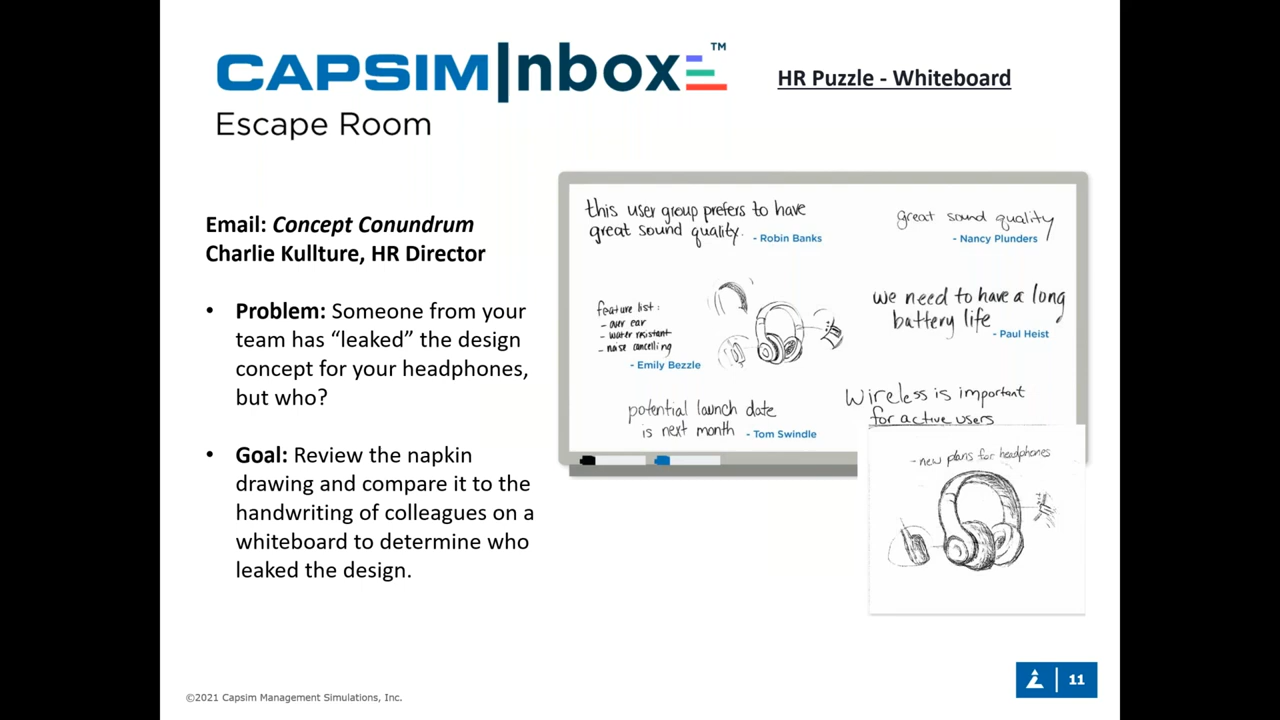 CAPSIM Inbox™
HR Puzzle - Whiteboard
Escape Room
Email: Concept Conundrum
Charlie Kullture, HR Director
• Problem: Someone from your
team has “leaked” the design
concept for your headphones,
but who?
• Goal: Review the napkin
drawing and compare it to the
handwriting of colleagues on a
whiteboard to determine who
leaked the design.
this user group prefers to have
great sound quality.
- Robin Banks
great sound quality
- Nancy Plunders
feature list:
- over ear
- water resistant
- noise cancelling
- Emily Bezzle
we need to have a long
battery life
- Paul Heist
potential launch date
is next month
- Tom Swindle
Wireless is important
for active users
- new plans for headphones
©2021 Capsim Management Simulations, Inc.
11